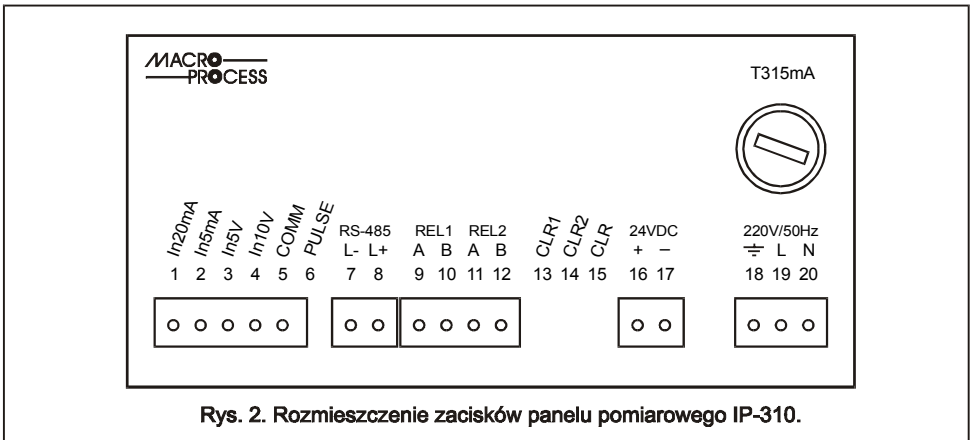 MACRO
PROCESS
T315mA
In20mA In5mA In5V In10V COMM PULSE RS-485 REL1 REL2 CLR1 CLR2 CLR 24VDC 220V/50Hz
L- L+ A B A B + − ⏚ L N
1 2 3 4 5 6 7 8 9 10 11 12 13 14 15 16 17 18 19 20
Rys. 2. Rozmieszczenie zacisków panelu pomiarowego IP-310.